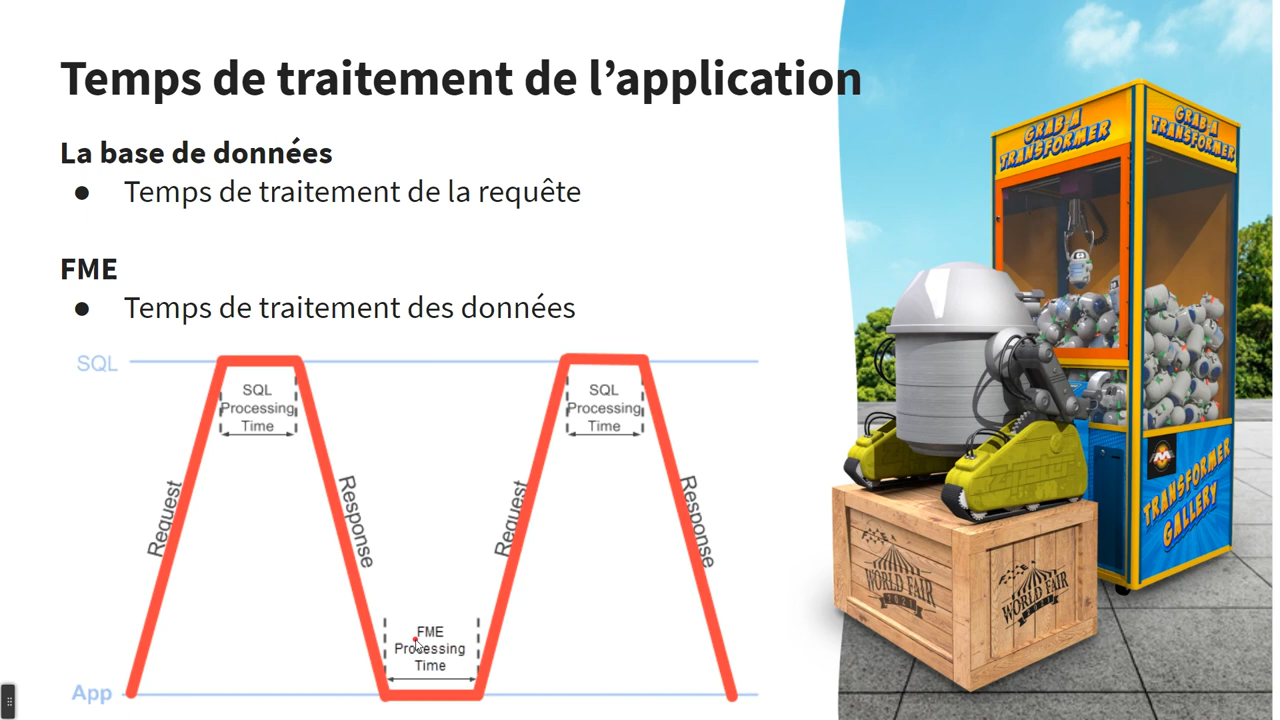 Temps de traitement de l’application
La base de données
● Temps de traitement de la requête
FME
● Temps de traitement des données
SQL
SQL
Processing
Time
SQL
Processing
Time
Request
Response
Request
Response
FME
Processing
Time
App
GRAB-A
TRANSFORMER
GRAB-A
TRANSFORMER
TRANSFORMER
GALLERY
WORLD FAIR
2021
WORLD FAIR
2021